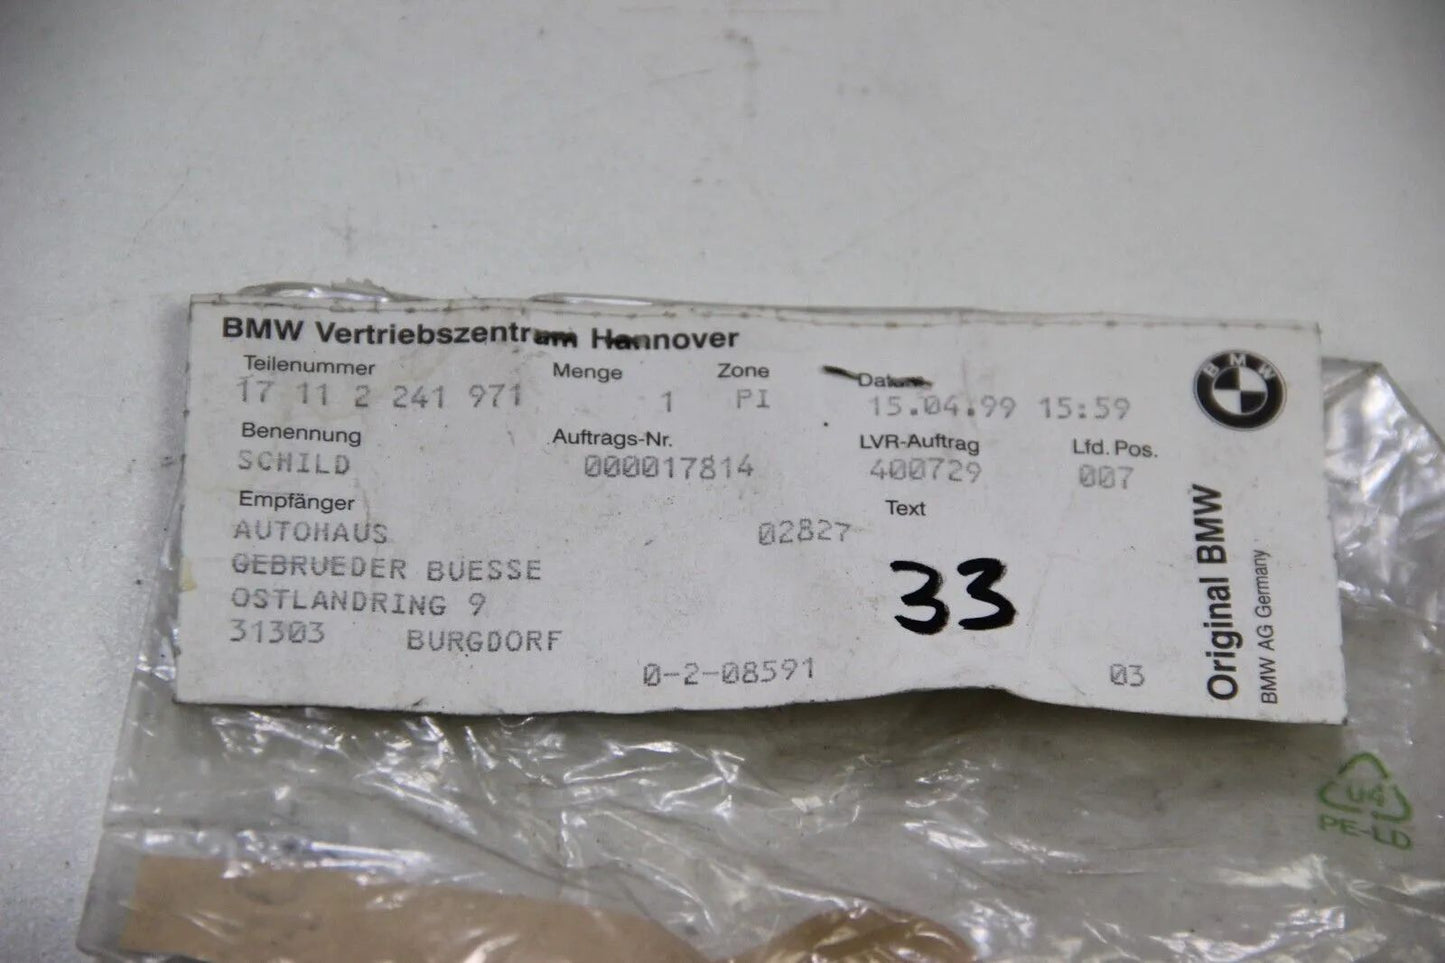 BMW Vertriebszentrum Hannover
Teilenummer Menge Zone Datum
17 11 2 241 971 1 PI 15.04.99 15:59
Benennung Auftrags-Nr. LVR-Auftrag Lfd. Pos.
SCHILD 000017814 400729 007
Empfänger Text
AUTOHAUS 02827
GEBRUEDER BUESSE
OSTLANDRING 9
31303 BURGDORF
33
0-2-08591 03
BMW
Original BMW
BMW AG Germany
04
PE-LD